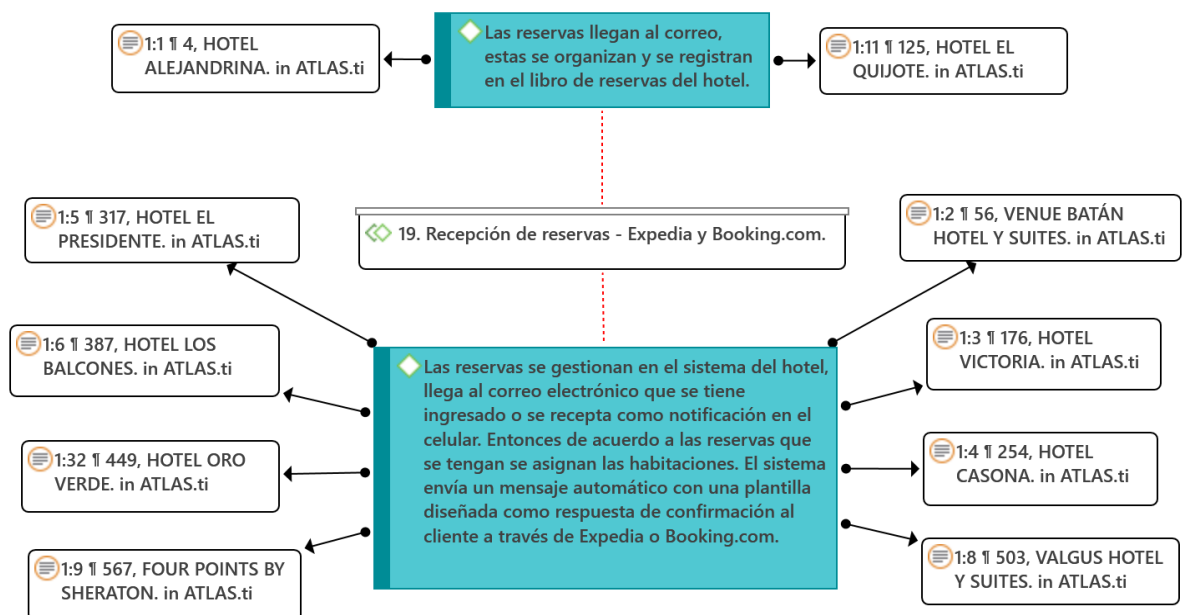 1:1 ¶ 4, HOTEL
ALEJANDRINA. in ATLAS.ti
Las reservas llegan al correo,
estas se organizan y se registran
en el libro de reservas del hotel.
1:11 ¶ 125, HOTEL EL
QUIJOTE. in ATLAS.ti
1:5 ¶ 317, HOTEL EL
PRESIDENTE. in ATLAS.ti
19. Recepción de reservas - Expedia y Booking.com.
1:2 ¶ 56, VENUE BATÁN
HOTEL Y SUITES. in ATLAS.ti
1:6 ¶ 387, HOTEL LOS
BALCONES. in ATLAS.ti
1:32 ¶ 449, HOTEL ORO
VERDE. in ATLAS.ti
1:9 ¶ 567, FOUR POINTS BY
SHERATON. in ATLAS.ti
Las reservas se gestionan en el sistema del hotel,
llega al correo electrónico que se tiene
ingresado o se recepta como notificación en el
celular. Entonces de acuerdo a las reservas que
se tengan se asignan las habitaciones. El sistema
envía un mensaje automático con una plantilla
diseñada como respuesta de confirmación al
cliente a través de Expedia o Booking.com.
1:3 ¶ 176, HOTEL
VICTORIA. in ATLAS.ti
1:4 ¶ 254, HOTEL
CASONA. in ATLAS.ti
1:8 ¶ 503, VALGUS HOTEL
Y SUITES. in ATLAS.ti